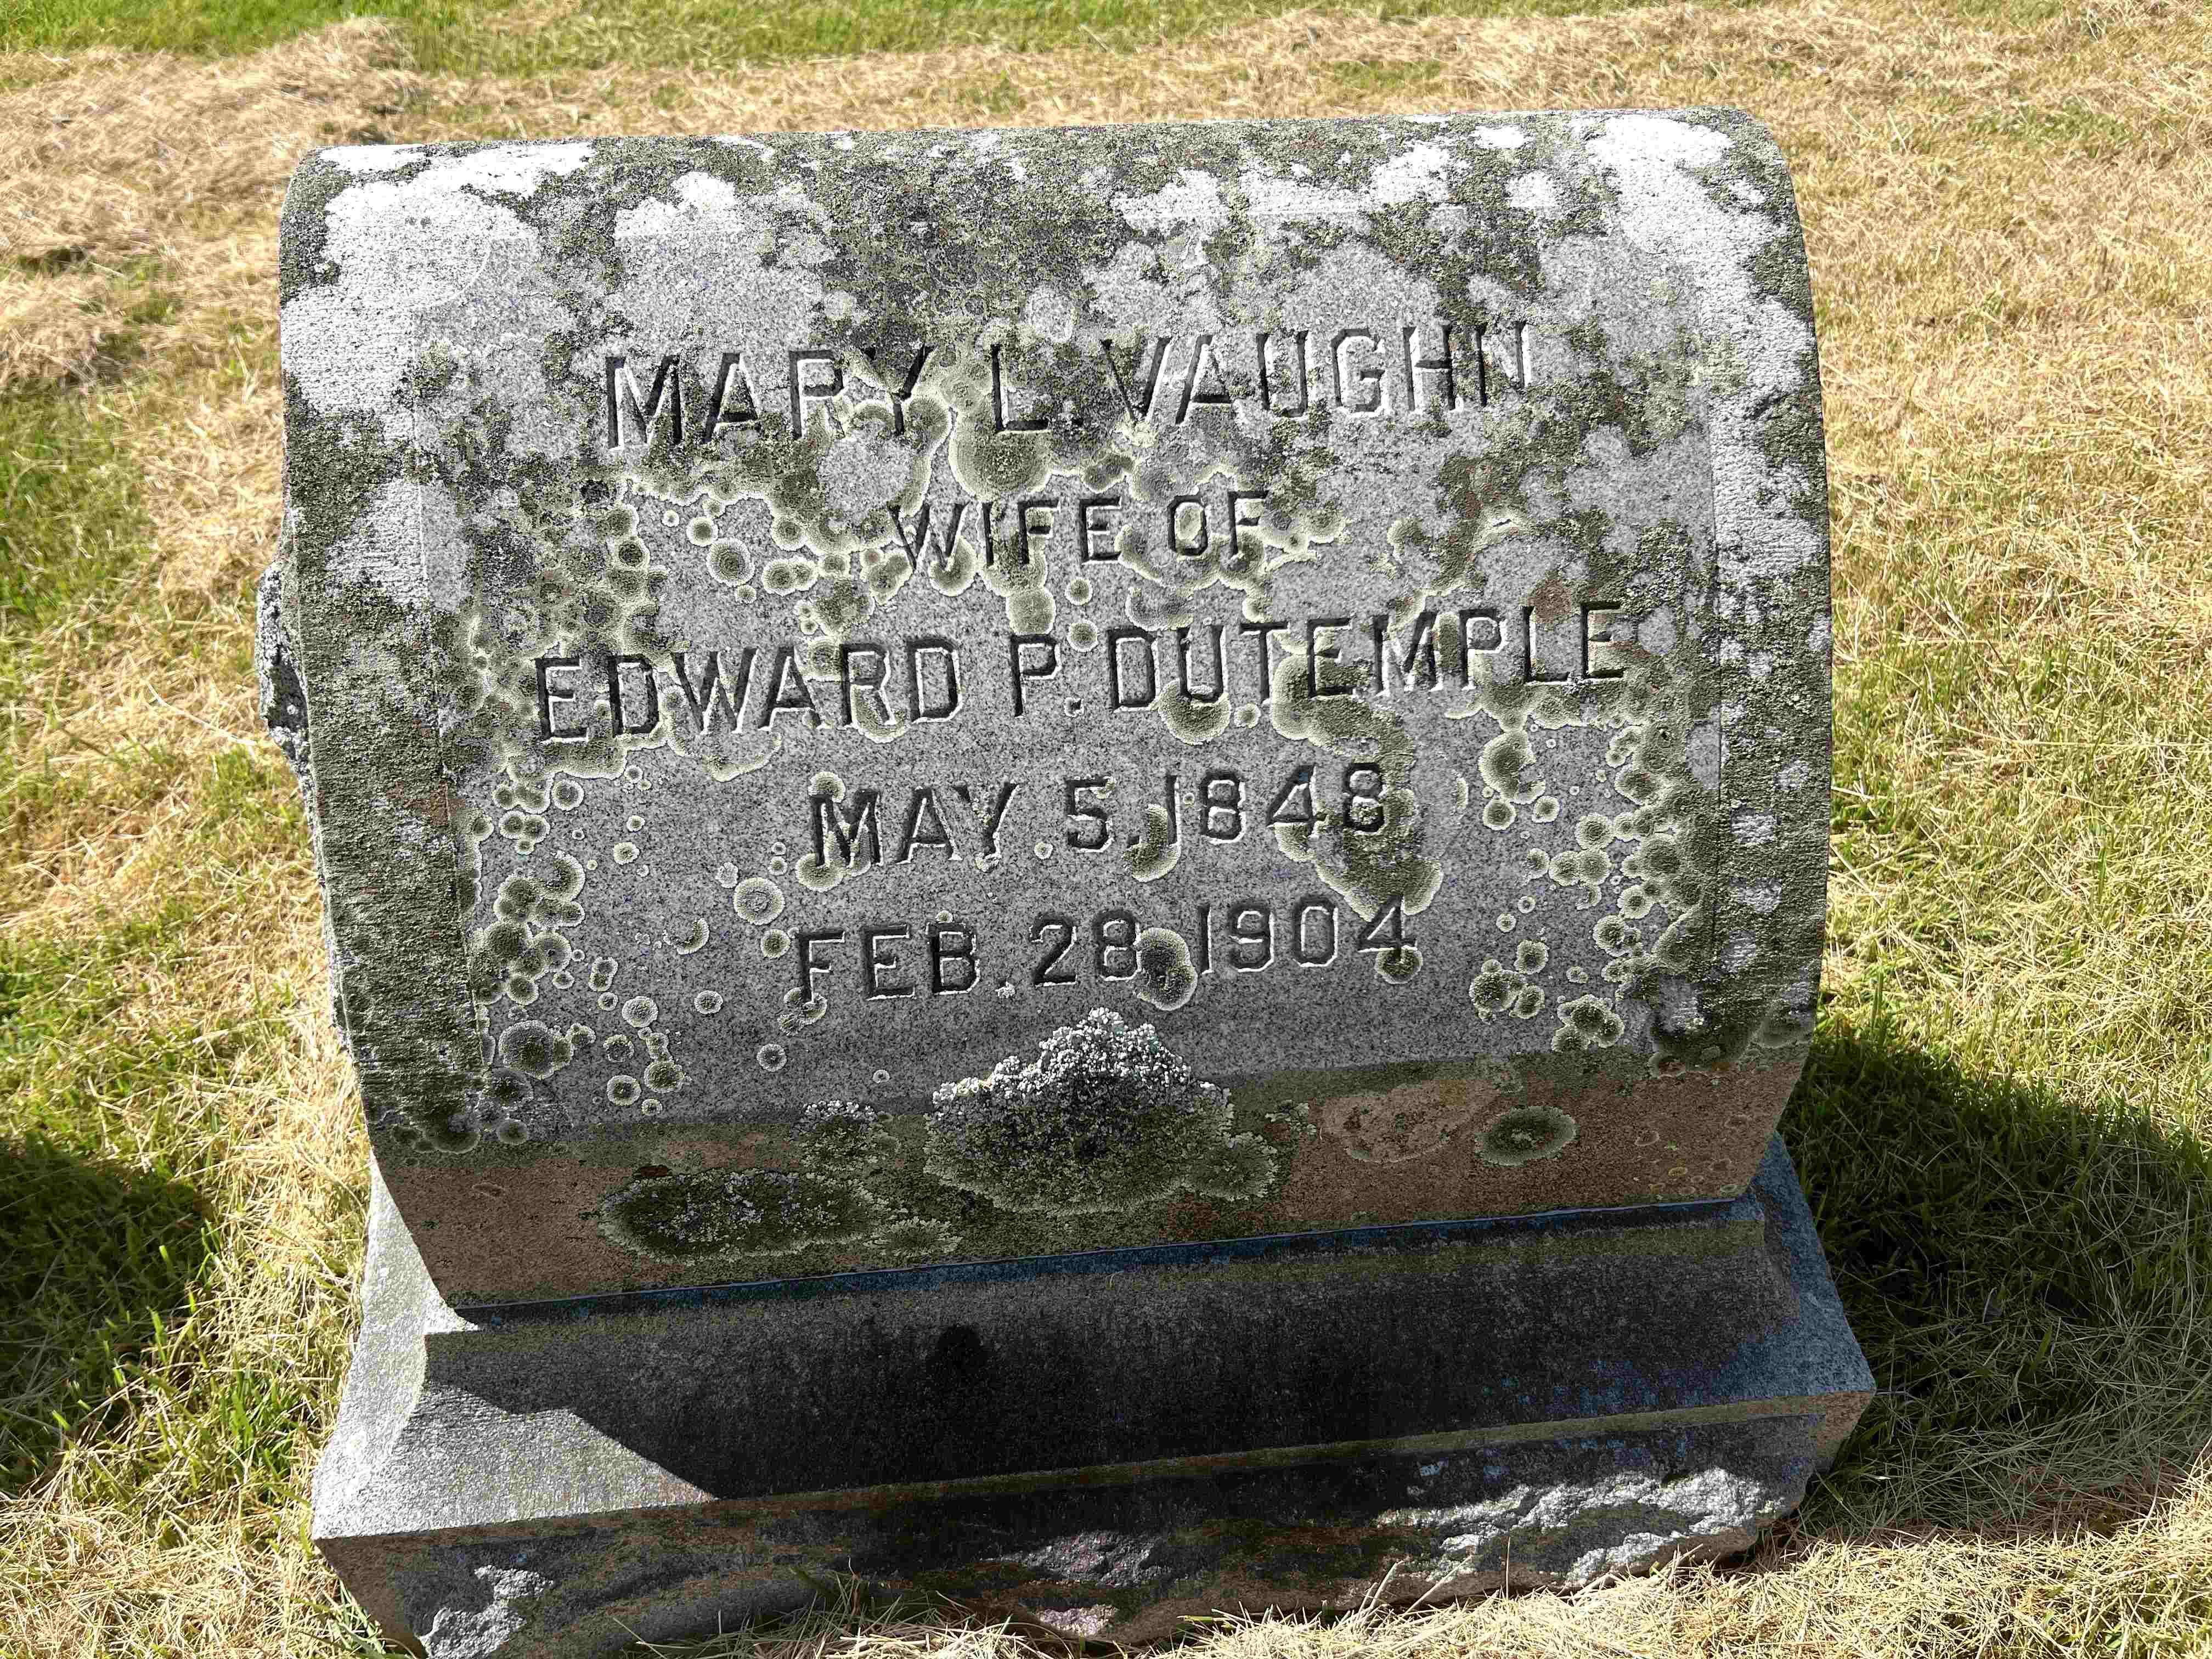 MARY L. VAUGHN
WIFE OF
EDWARD P. DUTEMPLE
MAY 5, 1848
FEB. 28, 1904